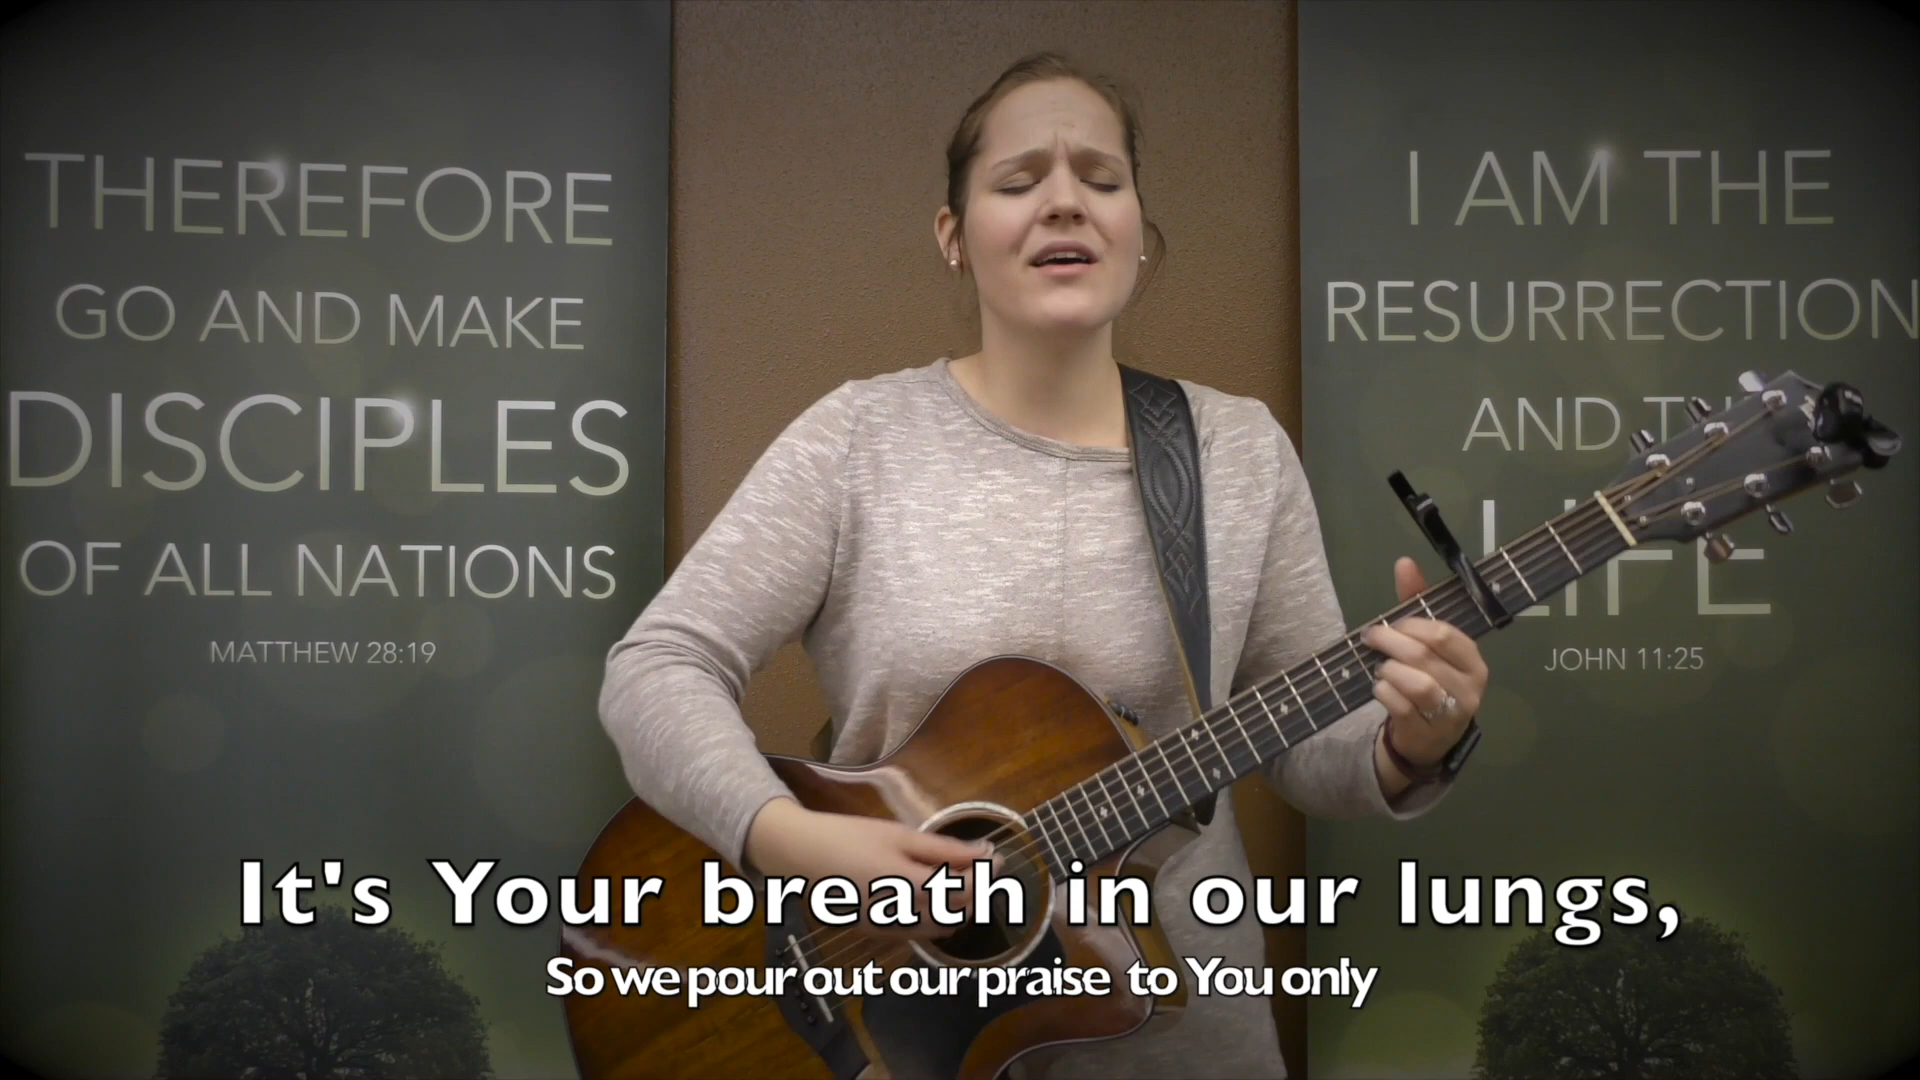 THEREFORE
GO AND MAKE
DISCIPLES
OF ALL NATIONS
MATTHEW 28:19
I AM THE
RESURRECTION
AND
LIFE
JOHN 11:25
It's Your breath in our lungs,
So we pour out our praise to You only